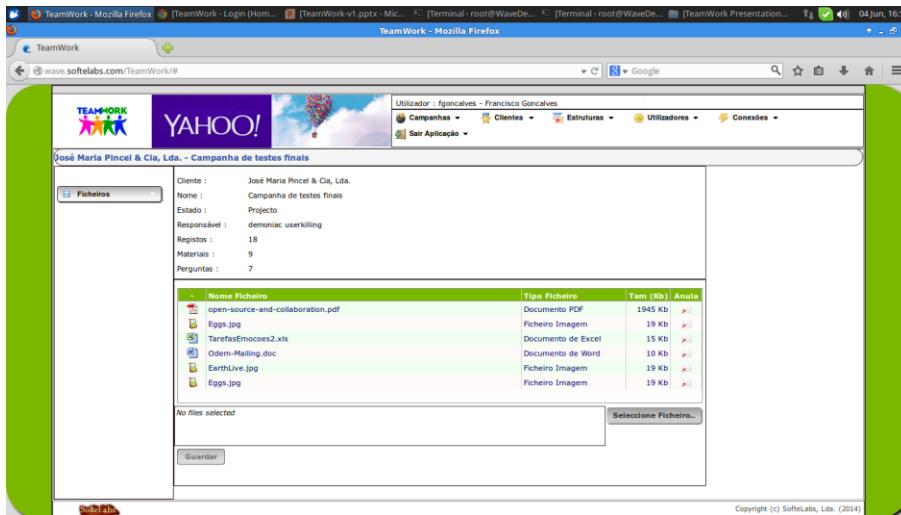 TeamWork - Mozilla Firefox
[TeamWork - Login (Hom...
[TeamWork-v1.pptx - Mic...
[Terminal - root@WaveDe...
[Terminal - root@WaveDe...
[TeamWork Presentation...
04 Jun, 16:
TeamWork - Mozilla Firefox
TeamWork
wave.softelabs.com/TeamWork/#
Google
TEAMWORK
YAHOO!
Utilizador : fgoncalves - Francisco Goncalves
Campanhas Clientes Estruturas Utilizadores Conexões
Sair Aplicação
José Maria Pincel & Cia, Lda. - Campanha de testes finais
Ficheiros
Cliente : José Maria Pincel & Cia, Lda.
Nome : Campanha de testes finais
Estado : Projecto
Responsável : demoniac userkilling
Registos : 18
Materiais : 9
Perguntas : 7
- Nome Ficheiro Tipo Ficheiro Tam (Kb) Anula
open-source-and-collaboration.pdf Documento PDF 1945 Kb
Eggs.jpg Ficheiro Imagem 19 Kb
TarefasEmocoes2.xls Documento de Excel 15 Kb
Odem-Mailing.doc Documento de Word 10 Kb
EarthLive.jpg Ficheiro Imagem 19 Kb
Eggs.jpg Ficheiro Imagem 19 Kb
No files selected
Seleccione Ficheiro..
Guardar
SofteLabs
Copyright (c) SofteLabs, Lda. (2014)